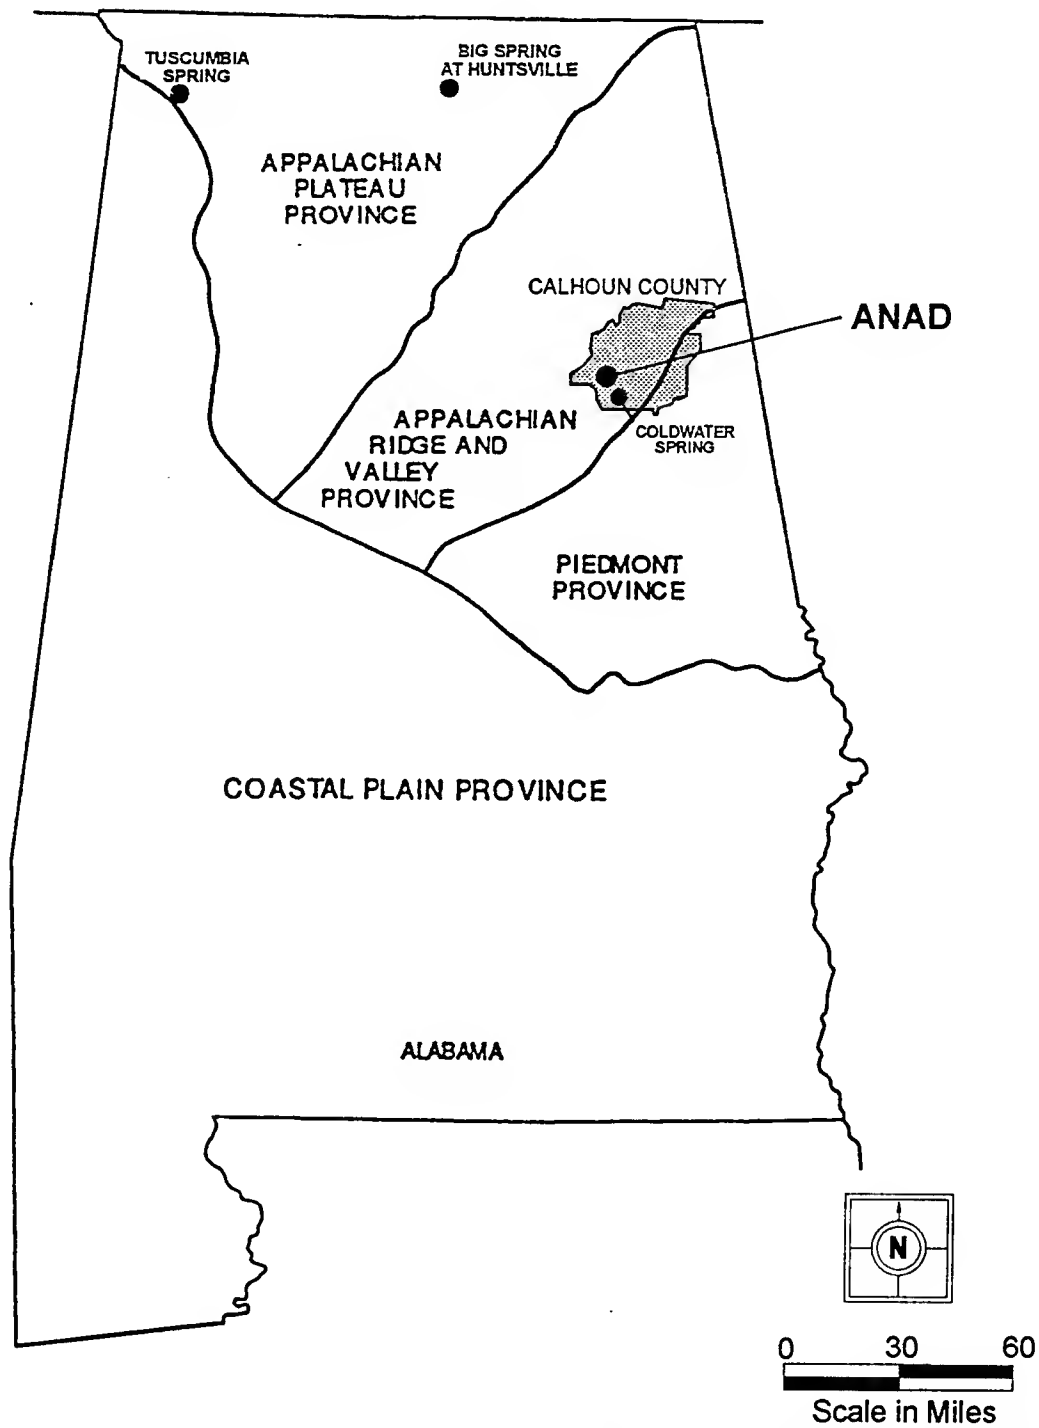 TUSCUMBIA
SPRING
BIG SPRING
AT HUNTSVILLE
APPALACHIAN
PLATEAU
PROVINCE
CALHOUN COUNTY
ANAD
APPALACHIAN
RIDGE AND
VALLEY
PROVINCE
COLDWATER
SPRING
PIEDMONT
PROVINCE
COASTAL PLAIN PROVINCE
ALABAMA
N
0 30 60
Scale in Miles